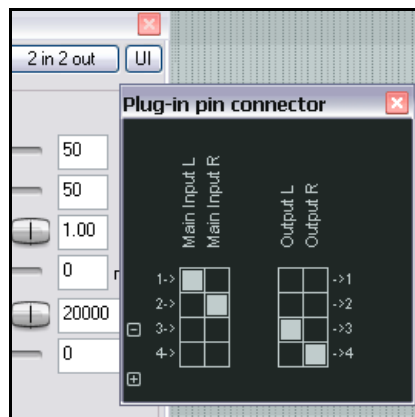 2 in 2 out
UI
Plug-in pin connector
50
50
1.00
0
20000
0
Main Input L
Main Input R
Output L
Output R
1->
->1
2->
->2
3->
->3
4->
->4